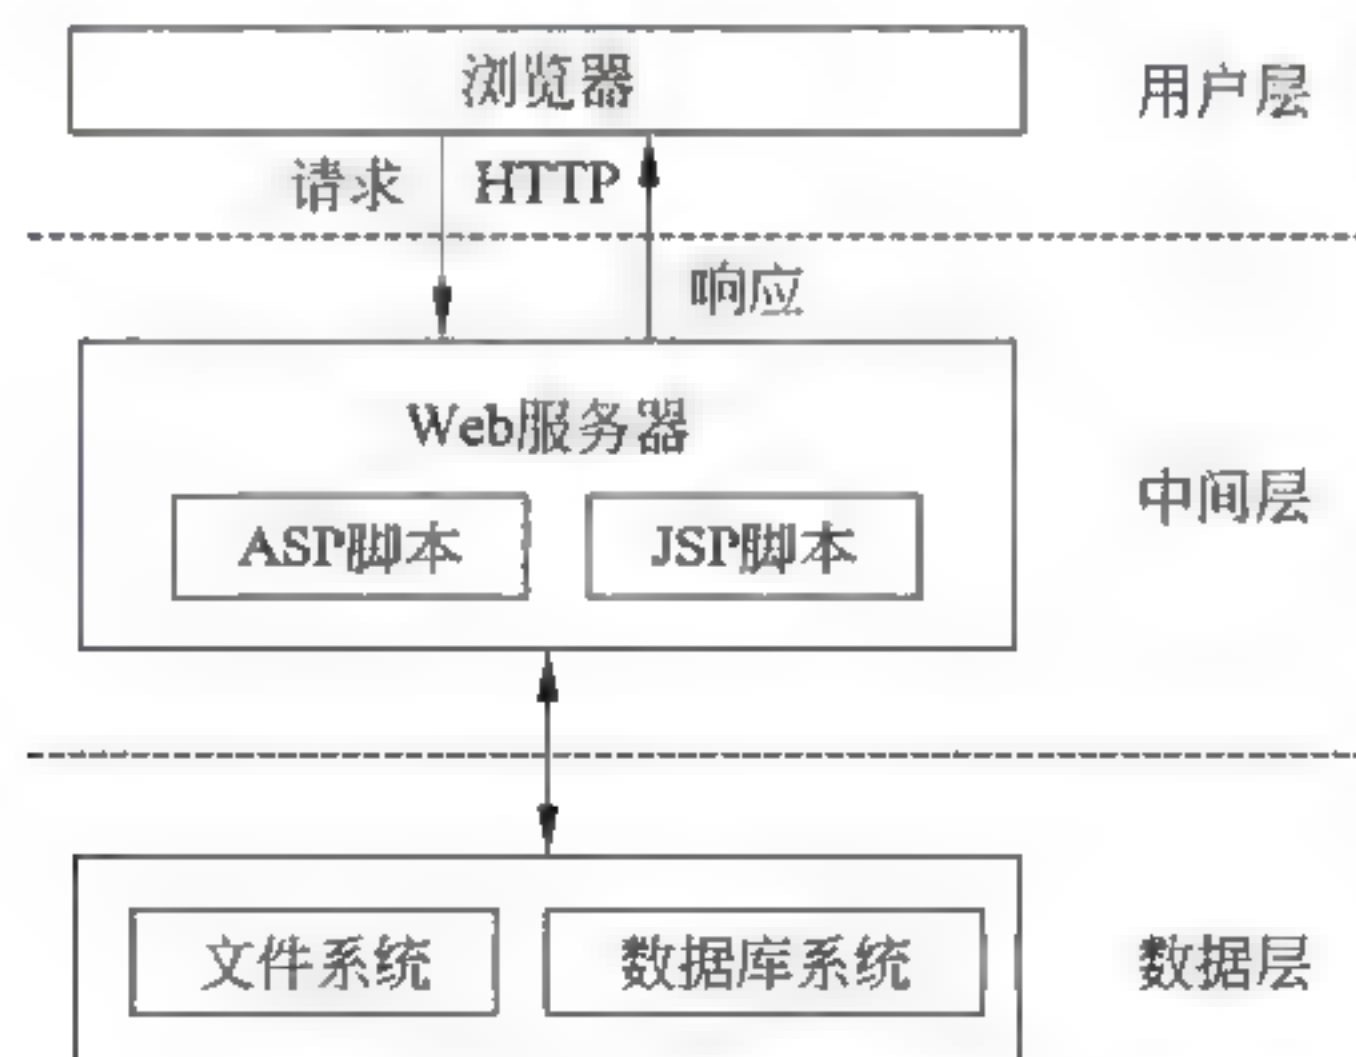 浏览器
用户层
请求
HTTP
响应
Web服务器
中间层
ASP脚本
JSP脚本
文件系统
数据库系统
数据层